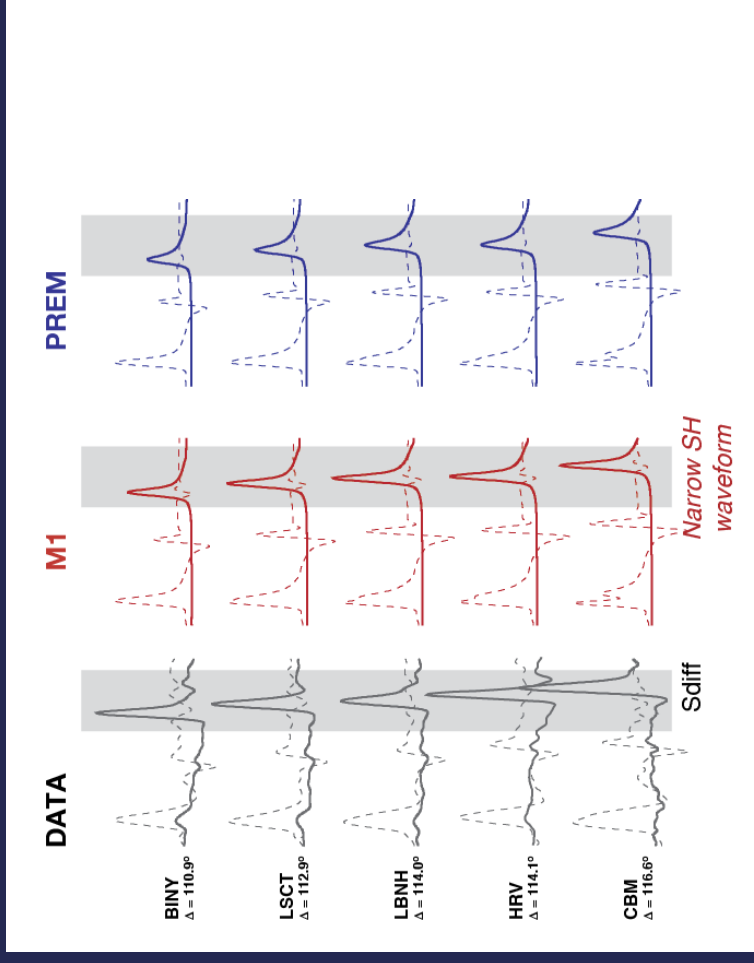 DATA
M1
PREM
BINY
Δ = 110.9°
LSCT
Δ = 112.9°
LBNH
Δ = 114.0°
HRV
Δ = 114.1°
CBM
Δ = 116.6°
Sdiff
Narrow SH
waveform